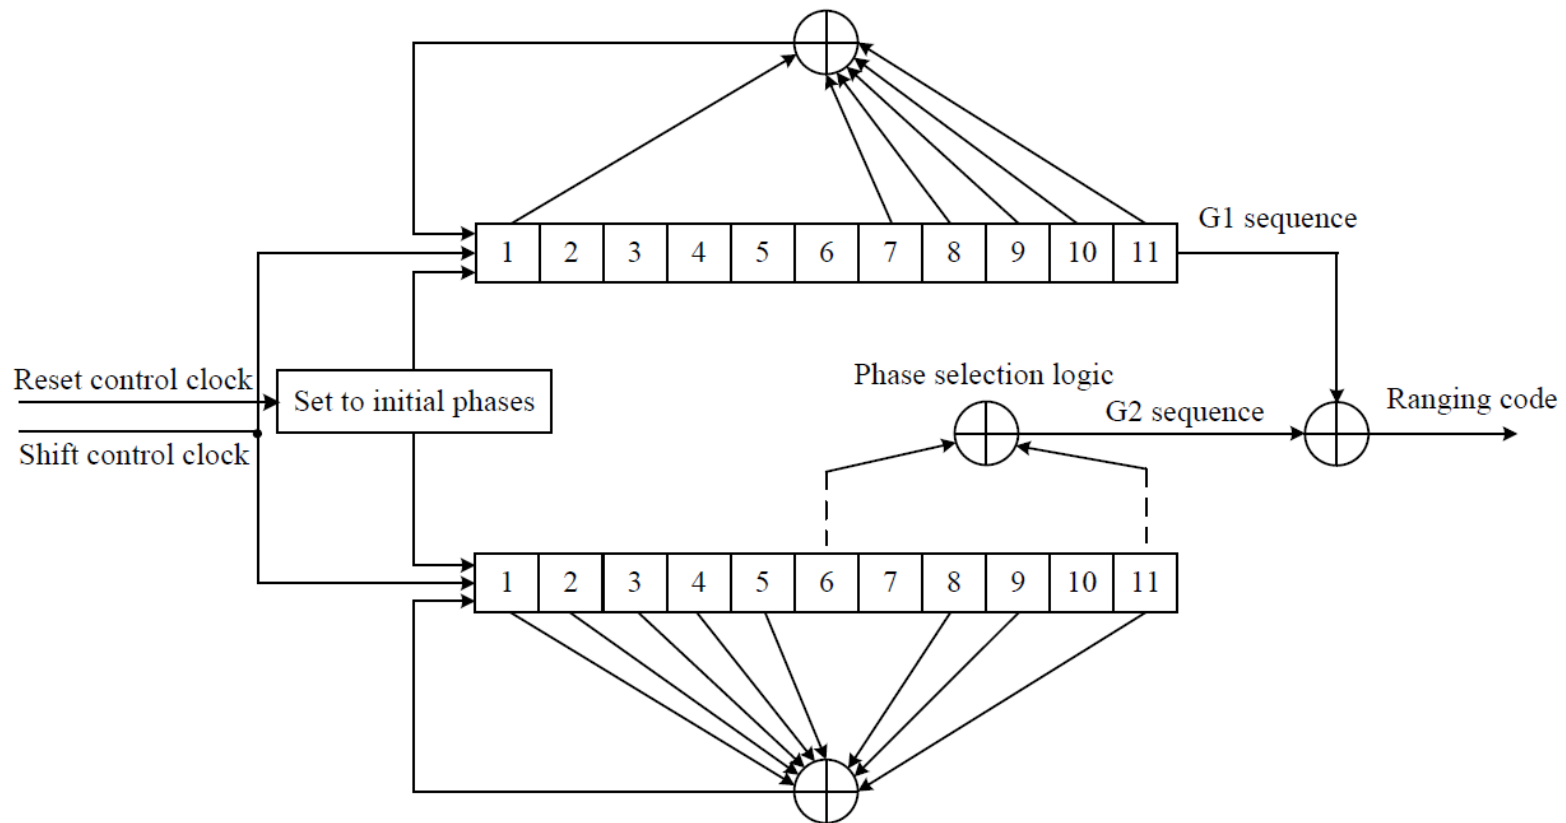 G1 sequence
1 2 3 4 5 6 7 8 9 10 11
Reset control clock
Set to initial phases
Phase selection logic
G2 sequence
Ranging code
Shift control clock
1 2 3 4 5 6 7 8 9 10 11